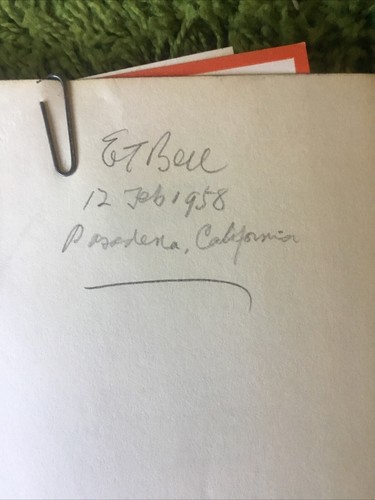 ET Bell
12 Feb 1958
Pasadena, California